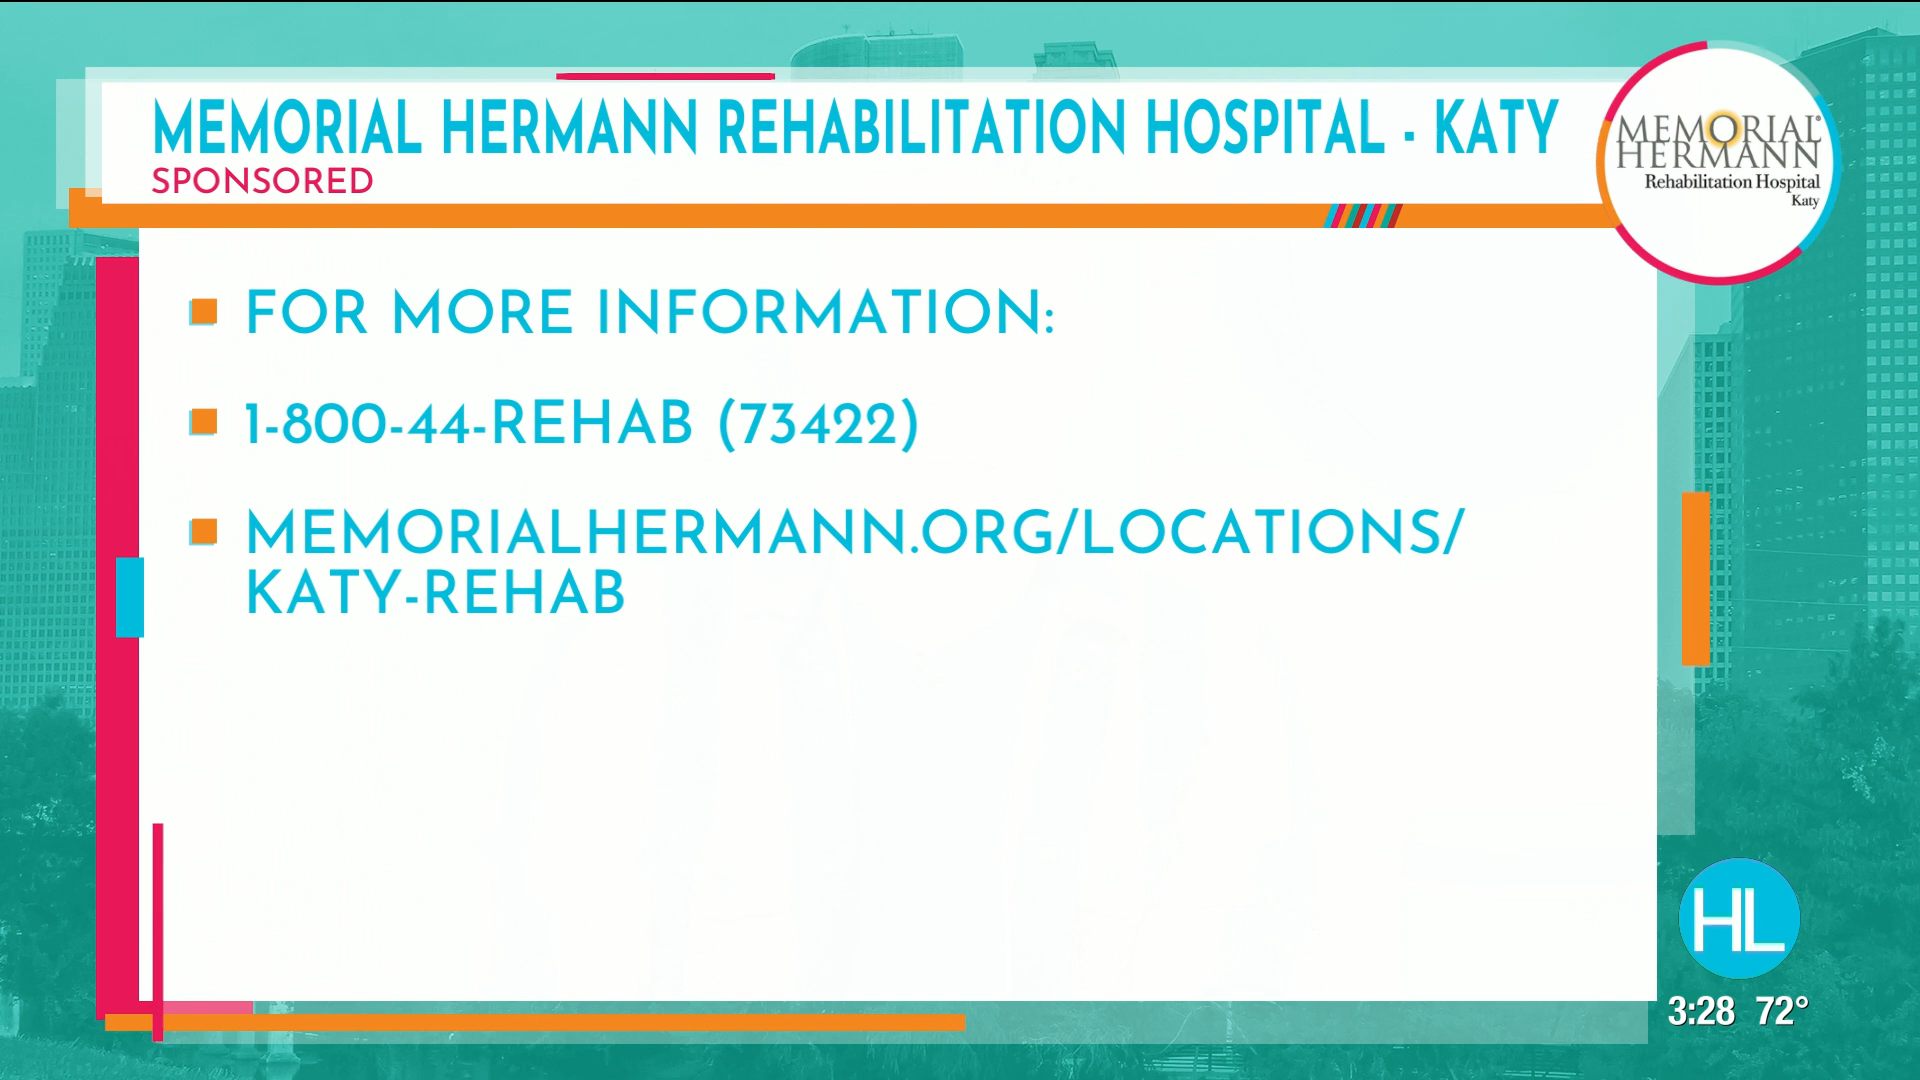 MEMORIAL HERMANN REHABILITATION HOSPITAL - KATY
SPONSORED
MEMORIAL®
HERMANN
Rehabilitation Hospital
Katy
FOR MORE INFORMATION:
1-800-44-REHAB (73422)
MEMORIALHERMANN.ORG/LOCATIONS/
KATY-REHAB
HL
3:28 72°